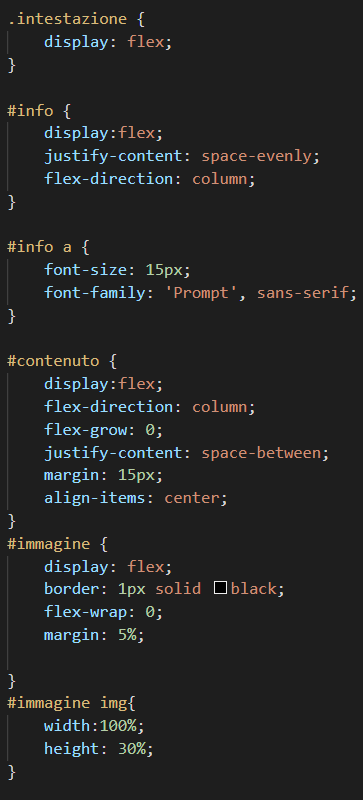 .intestazione {
    display: flex;
}

#info {
    display:flex;
    justify-content: space-evenly;
    flex-direction: column;
}

#info a {
    font-size: 15px;
    font-family: 'Prompt', sans-serif;
}

#contenuto {
    display:flex;
    flex-direction: column;
    flex-grow: 0;
    justify-content: space-between;
    margin: 15px;
    align-items: center;
}
#immagine {
    display: flex;
    border: 1px solid black;
    flex-wrap: 0;
    margin: 5%;

}
#immagine img{
    width:100%;
    height: 30%;
}